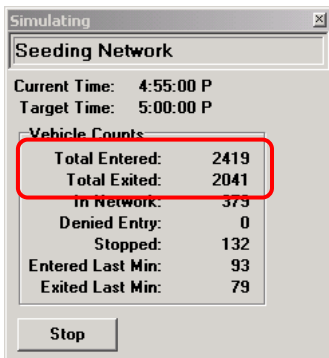 Simulating
Seeding Network
Current Time: 4:55:00 P
Target Time: 5:00:00 P
Vehicle Counts
Total Entered: 2419
Total Exited: 2041
In Network: 379
Denied Entry: 0
Stopped: 132
Entered Last Min: 93
Exited Last Min: 79
Stop